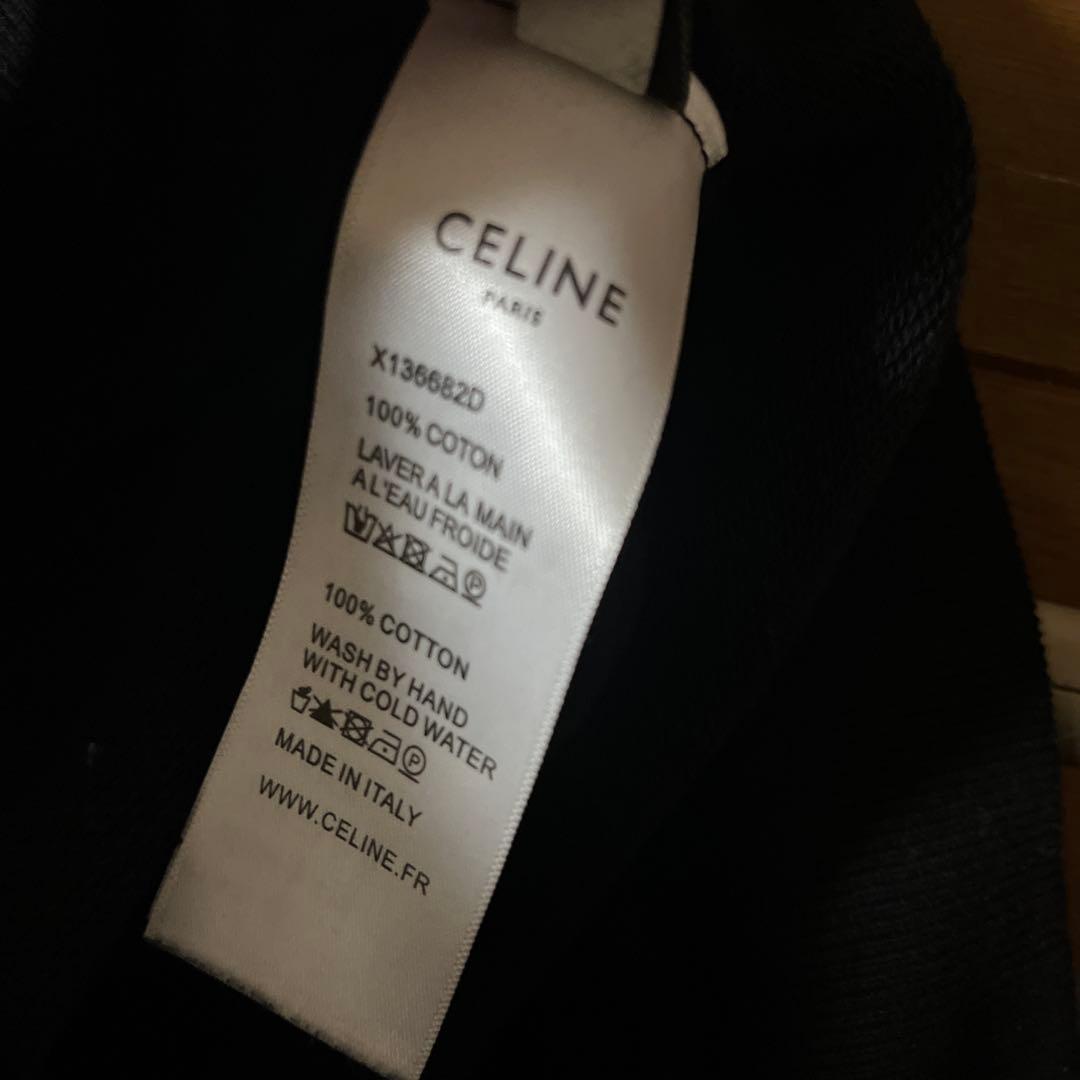 CELINE
PARIS
X136682D
100% COTON
LAVER A LA MAIN
A L'EAU FROIDE
P
100% COTTON
WASH BY HAND
WITH COLD WATER
P
MADE IN ITALY
WWW.CELINE.FR